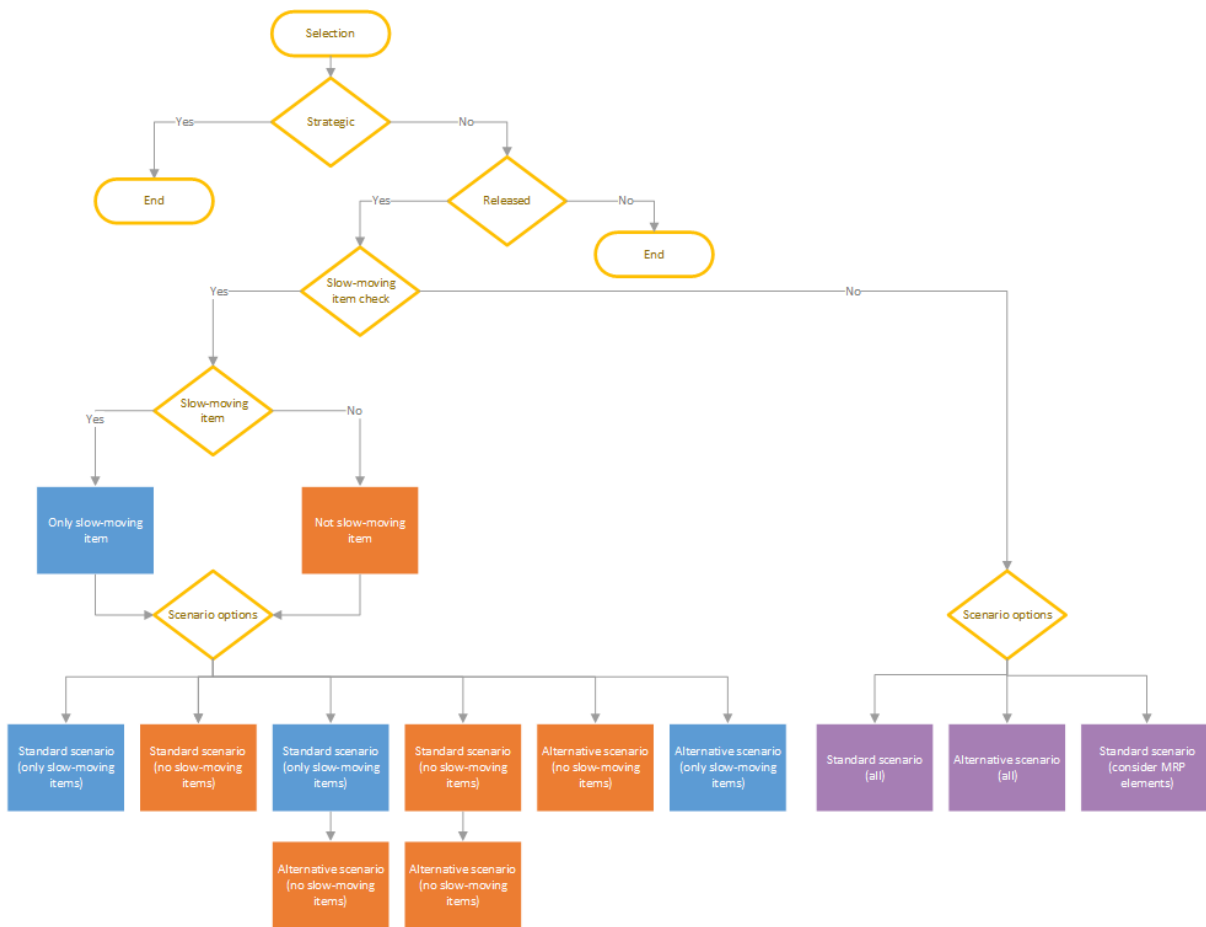 Selection
Strategic
Yes
No
End
Released
Yes
No
End
Slow-moving
item check
Yes
No
Slow-moving
item
Yes
No
Only slow-moving
item
Not slow-moving
item
Scenario options
Scenario options
Standard scenario
(only slow-moving
items)
Standard scenario
(no slow-moving
items)
Standard scenario
(only slow-moving
items)
Standard scenario
(no slow-moving
items)
Alternative scenario
(no slow-moving
items)
Alternative scenario
(only slow-moving
items)
Standard scenario
(all)
Alternative scenario
(all)
Standard scenario
(consider MRP
elements)
Alternative scenario
(no slow-moving
items)
Alternative scenario
(no slow-moving
items)